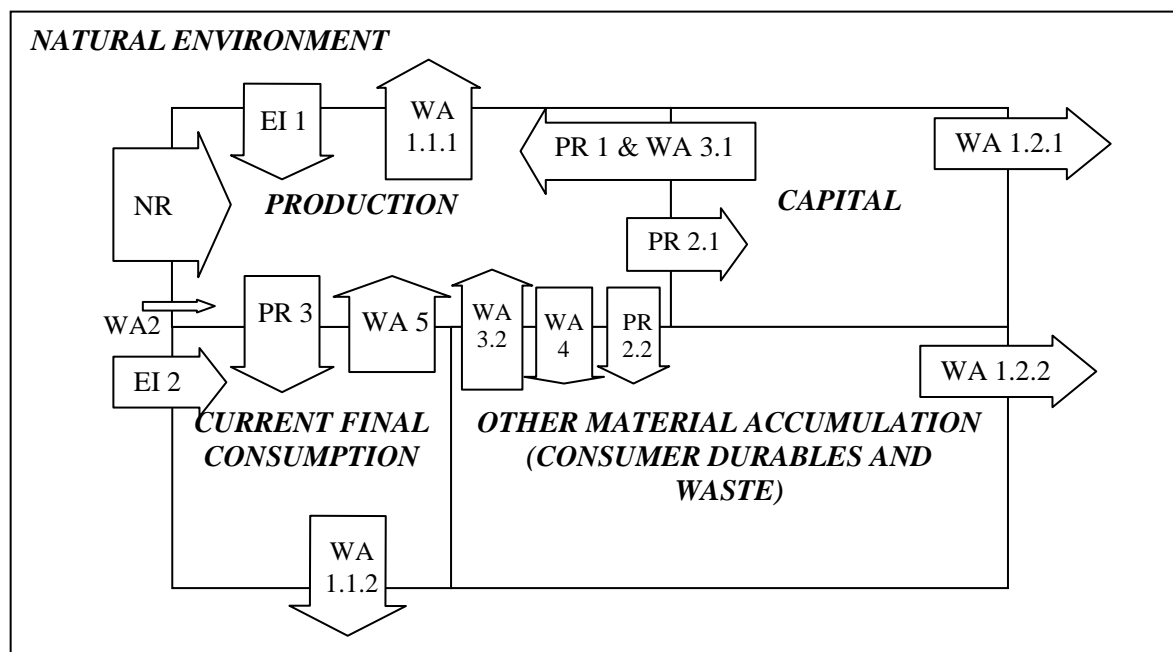 NATURAL ENVIRONMENT
EI 1
WA
1.1.1
PR 1 & WA 3.1
WA 1.2.1
NR
PRODUCTION
CAPITAL
PR 2.1
WA2
PR 3
WA 5
WA
3.2
WA
4
PR
2.2
EI 2
WA 1.2.2
CURRENT FINAL
CONSUMPTION
OTHER MATERIAL ACCUMULATION
(CONSUMER DURABLES AND
WASTE)
WA
1.1.2